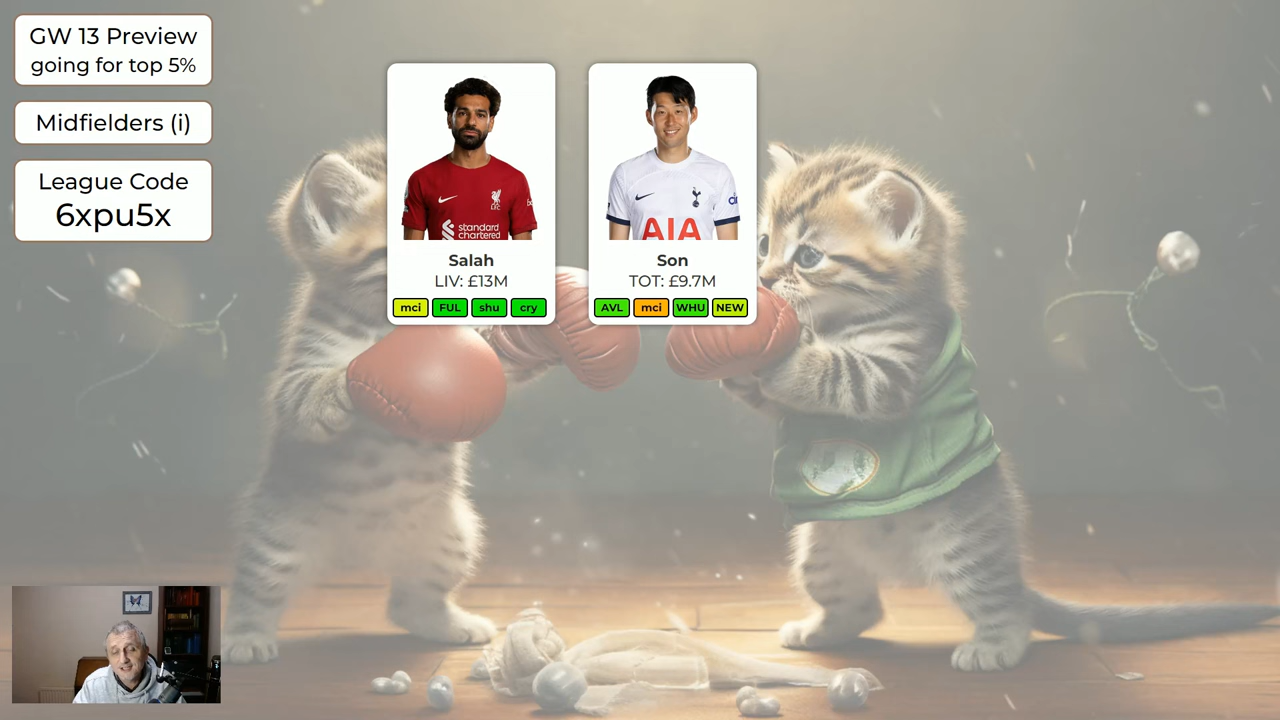 GW 13 Preview
going for top 5%
Midfielders (i)
League Code
6xpu5x
standard
chartered
Salah
LIV: £13M
mci FUL shu cry
AIA
Son
TOT: £9.7M
AVL mci WHU NEW